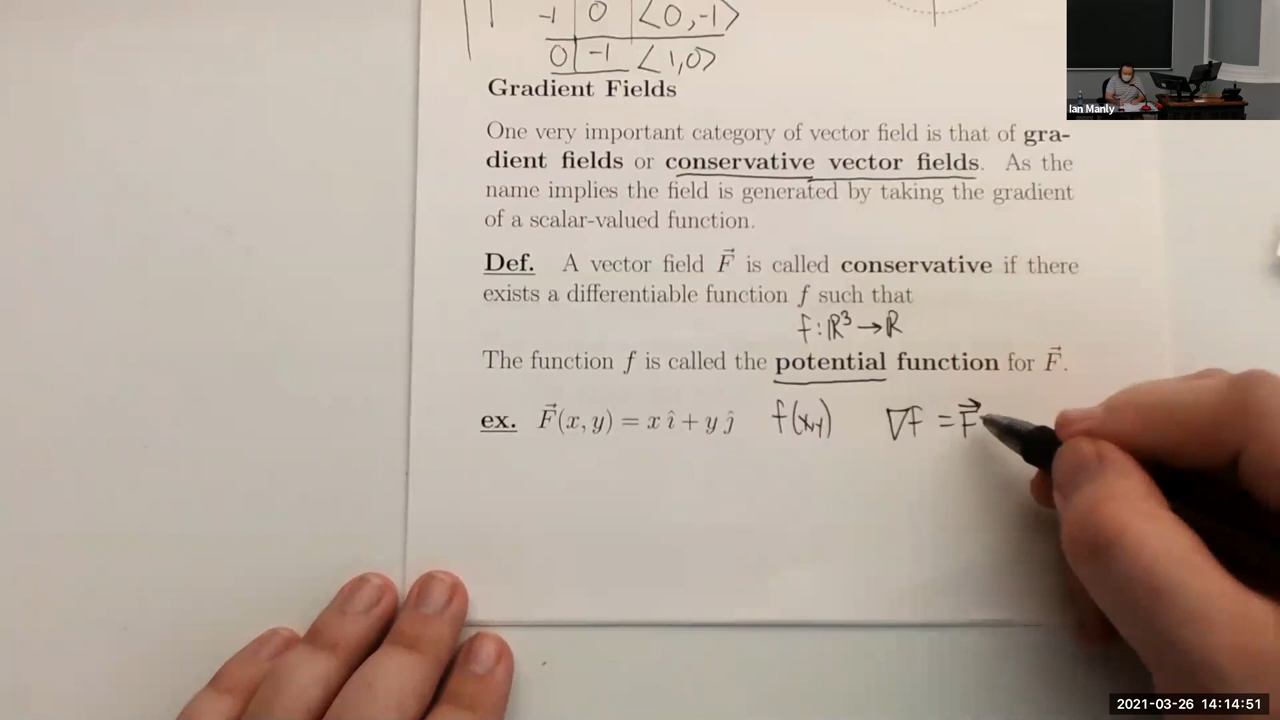 -1 0 <0,-1>
0 -1 <1,0>
Gradient Fields
One very important category of vector field is that of gra-
dient fields or conservative vector fields. As the
name implies the field is generated by taking the gradient
of a scalar-valued function.
Def. A vector field F⃗ is called conservative if there
exists a differentiable function f such that
f : ℝ³ → ℝ
The function f is called the potential function for F⃗.
ex. F⃗(x, y) = x î + y ĵ f(x,y) ∇f = F⃗
Ian Manly
2021-03-26 14:14:51